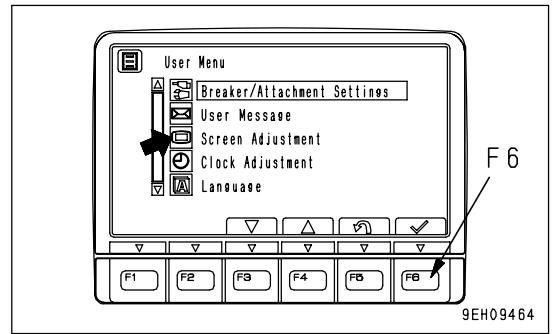 User Menu
Breaker/Attachment Settings
User Message
Screen Adjustment
Clock Adjustment
A Language
F6
F1 F2 F3 F4 F5 F6
9EH09464